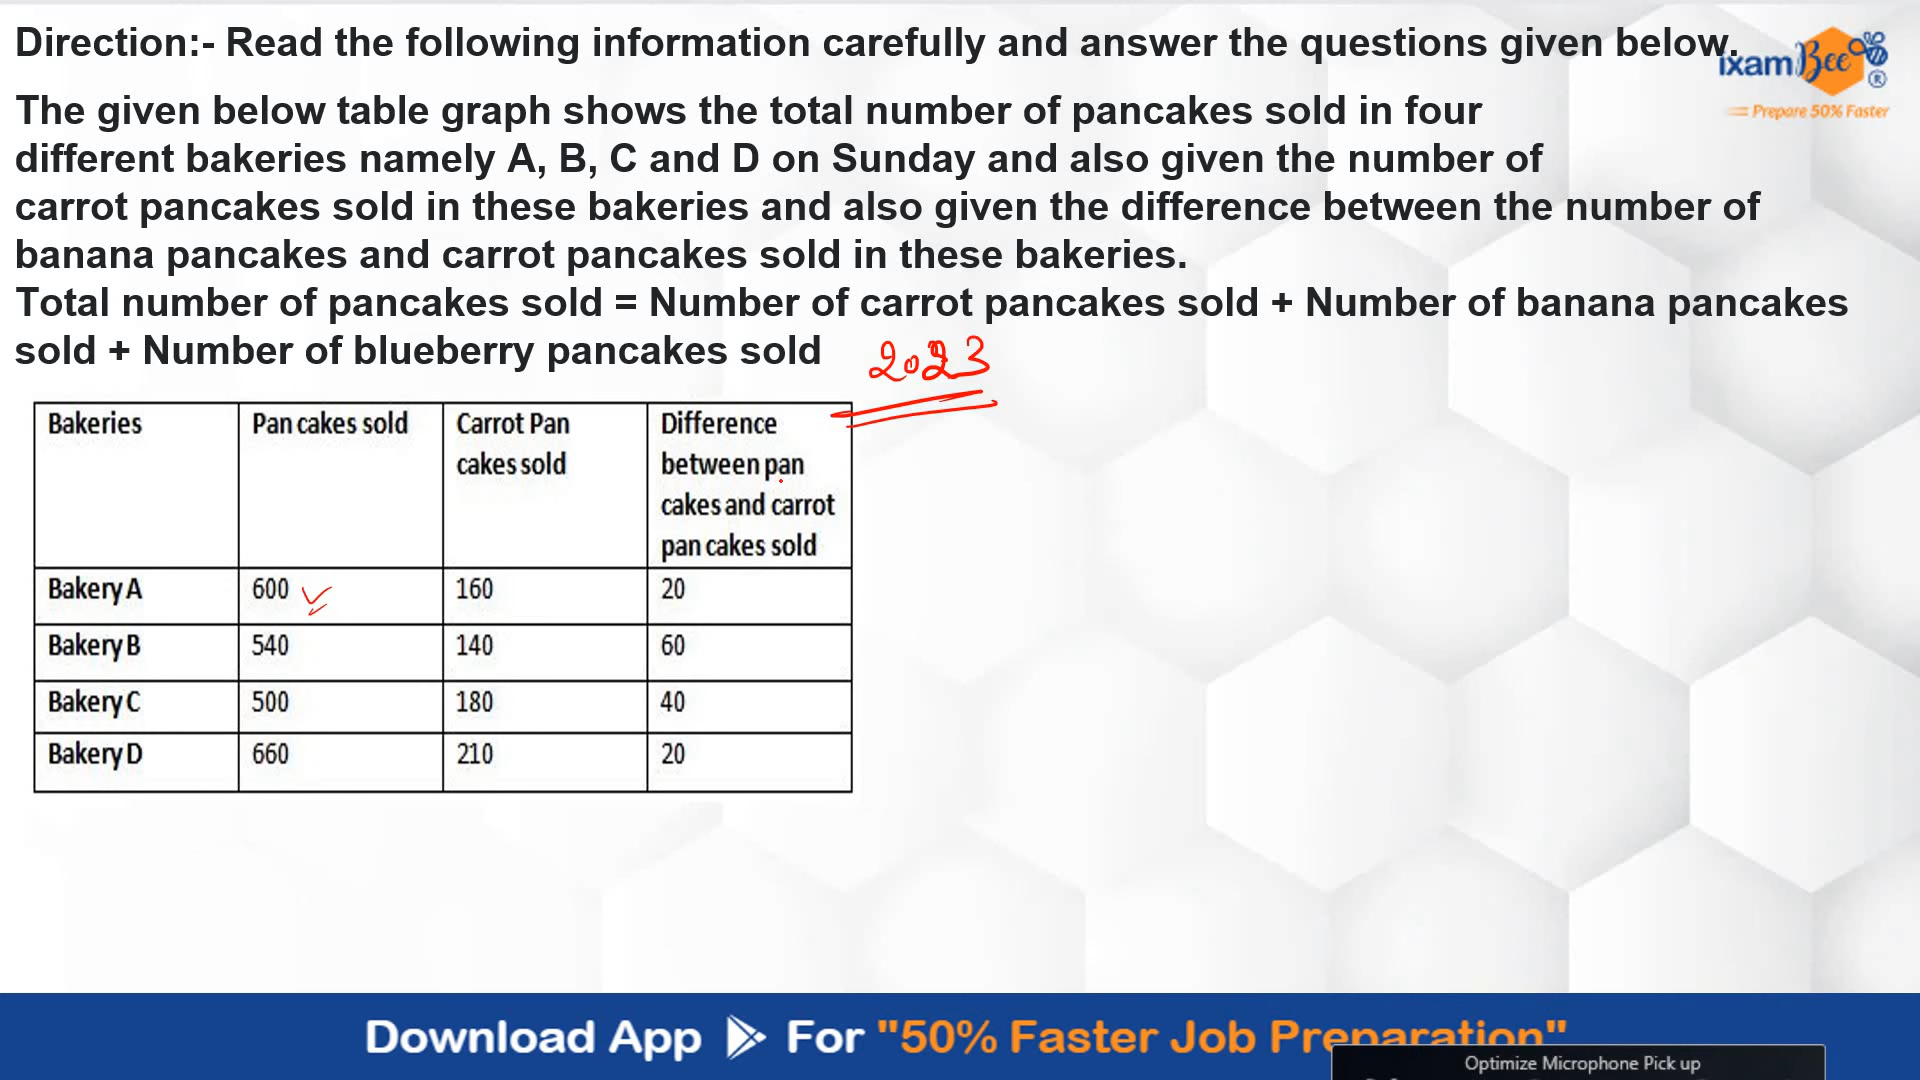 Direction:- Read the following information carefully and answer the questions given below.
ixamBee®
Prepare 50% Faster
The given below table graph shows the total number of pancakes sold in four
different bakeries namely A, B, C and D on Sunday and also given the number of
carrot pancakes sold in these bakeries and also given the difference between the number of
banana pancakes and carrot pancakes sold in these bakeries.
Total number of pancakes sold = Number of carrot pancakes sold + Number of banana pancakes
sold + Number of blueberry pancakes sold
2023
Bakeries Pan cakes sold Carrot Pan cakes sold Difference between pan cakes and carrot pan cakes sold
Bakery A 600 160 20
Bakery B 540 140 60
Bakery C 500 180 40
Bakery D 660 210 20
Download App For "50% Faster Job Preparation"
Optimize Microphone Pick up